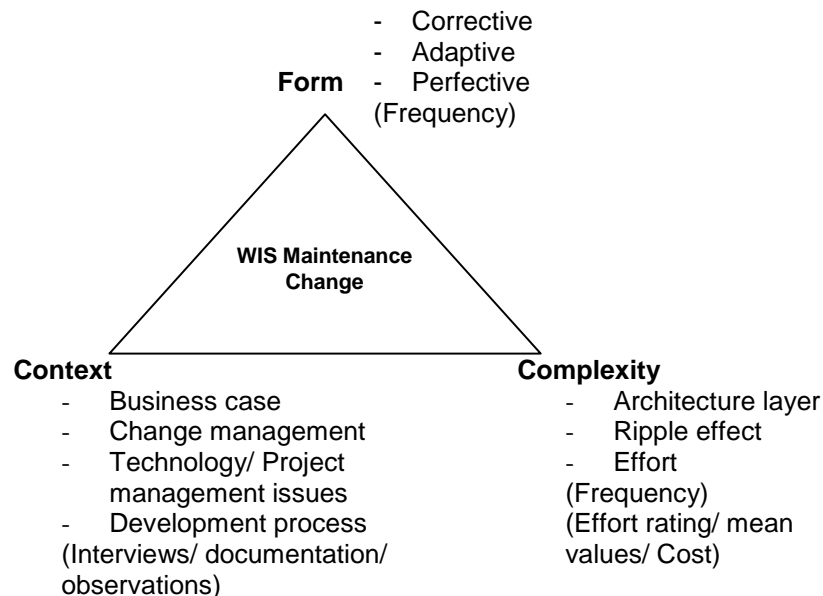 - Corrective
- Adaptive
Form - Perfective
(Frequency)
WIS Maintenance
Change
Context
- Business case
- Change management
- Technology/ Project
management issues
- Development process
(Interviews/ documentation/
observations)
Complexity
- Architecture layer
- Ripple effect
- Effort
(Frequency)
(Effort rating/ mean
values/ Cost)